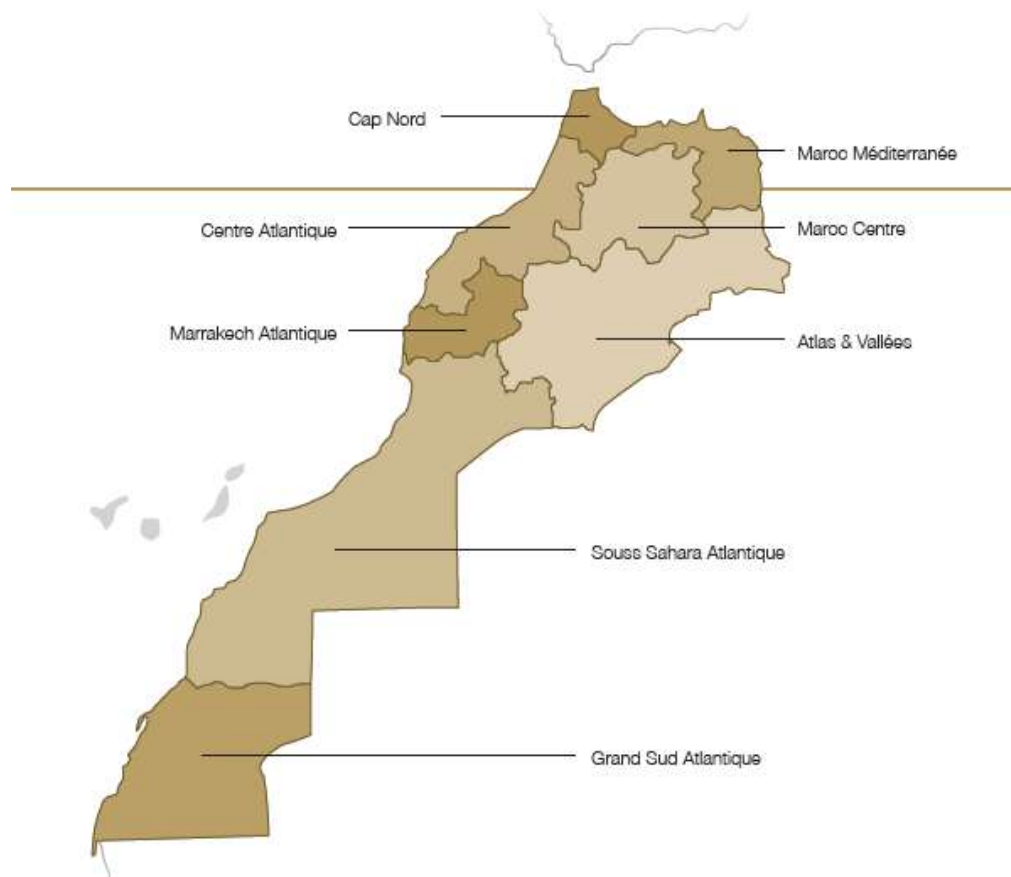 Cap Nord
Maroc Méditerranée
Centre Atlantique
Maroc Centre
Marrakech Atlantique
Atlas & Vallées
Souss Sahara Atlantique
Grand Sud Atlantique